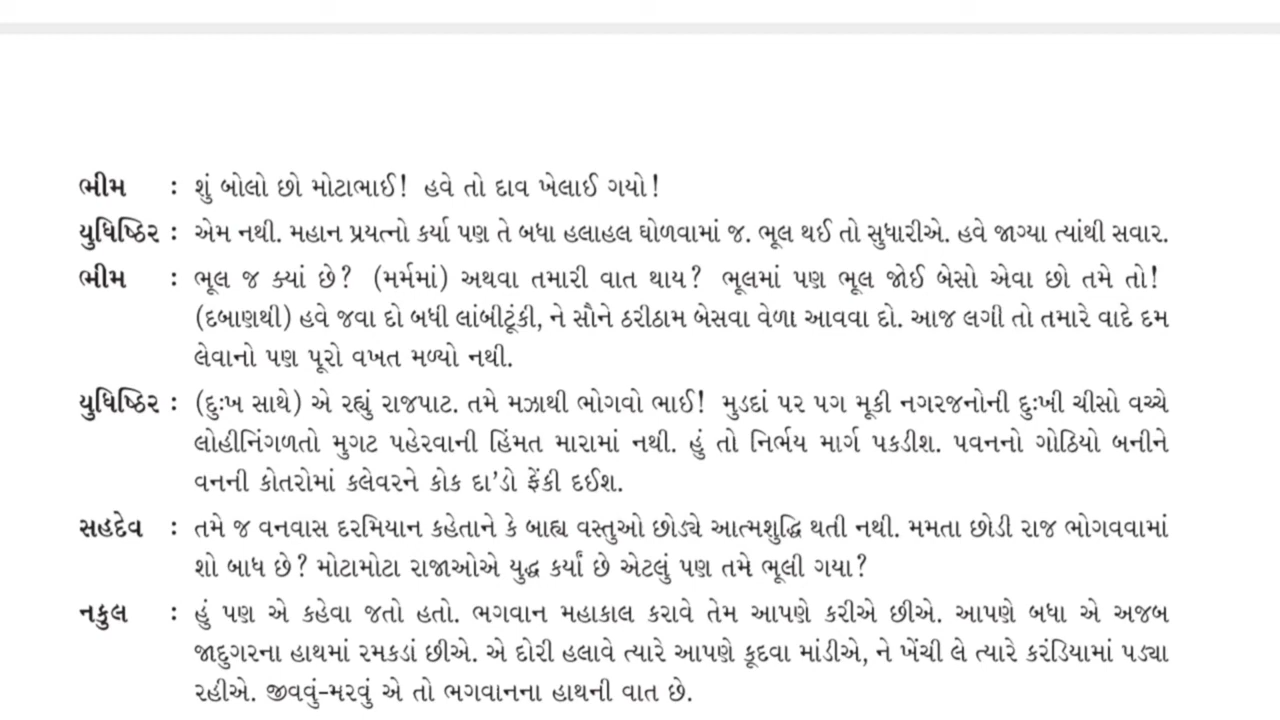 ભીમ : શું બોલો છો મોટાભાઈ! હવે તો દાવ ખેલાઈ ગયો!
યુધિષ્ઠિર : એમ નથી. મહાન પ્રયત્નો કર્યા પણ તે બધા હલાહલ ઘોળવામાં જ. ભૂલ થઈ તો સુધારીએ. હવે જાગ્યા ત્યાંથી સવાર.
ભીમ : ભૂલ જ ક્યાં છે? (મર્મમાં) અથવા તમારી વાત થાય? ભૂલમાં પણ ભૂલ જોઈ બેસો એવા છો તમે તો!
(દબાણથી) હવે જવા દો બધી લાંબીટૂંકી, ને સૌને ઠરીઠામ બેસવા વેળા આવવા દો. આજ લગી તો તમારે વાદે દમ
લેવાનો પણ પૂરો વખત મળ્યો નથી.
યુધિષ્ઠિર : (દુઃખ સાથે) એ રહ્યું રાજપાટ. તમે મઝાથી ભોગવો ભાઈ! મુડદાં પર પગ મૂકી નગરજનોની દુઃખી ચીસો વચ્ચે
લોહીનિંગળતો મુગટ પહેરવાની હિંમત મારામાં નથી. હું તો નિર્ભય માર્ગ પકડીશ. પવનનો ગોઠિયો બનીને
વનની કોતરોમાં કલેવરને કોક દા'ડો ફેંકી દઈશ.
સહદેવ : તમે જ વનવાસ દરમિયાન કહેતાને કે બાહ્ય વસ્તુઓ છોડ્યે આત્મશુદ્ધિ થતી નથી. મમતા છોડી રાજ ભોગવવામાં
શો બાધ છે? મોટામોટા રાજાઓએ યુદ્ધ કર્યાં છે એટલું પણ તમે ભૂલી ગયા?
નકુલ : હું પણ એ કહેવા જતો હતો. ભગવાન મહાકાલ કરાવે તેમ આપણે કરીએ છીએ. આપણે બધા એ અજબ
જાદુગરના હાથમાં રમકડાં છીએ. એ દોરી હલાવે ત્યારે આપણે કૂદવા માંડીએ, ને ખેંચી લે ત્યારે કરંડિયામાં પડ્યા
રહીએ. જીવવું-મરવું એ તો ભગવાનના હાથની વાત છે.